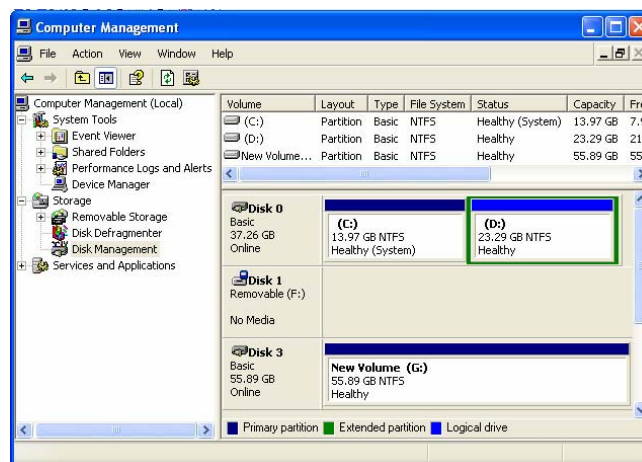 Computer Management
File Action View Window Help
Computer Management (Local)
System Tools
Event Viewer
Shared Folders
Performance Logs and Alerts
Device Manager
Storage
Removable Storage
Disk Defragmenter
Disk Management
Services and Applications
Volume Layout Type File System Status Capacity Fre
(C:) Partition Basic NTFS Healthy (System) 13.97 GB 7.9
(D:) Partition Basic NTFS Healthy 23.29 GB 21
New Volume... Partition Basic NTFS Healthy 55.89 GB 55
Disk 0
Basic
37.26 GB
Online
(C:)
13.97 GB NTFS
Healthy (System)
(D:)
23.29 GB NTFS
Healthy
Disk 1
Removable (F:)
No Media
Disk 3
Basic
55.89 GB
Online
New Volume (G:)
55.89 GB NTFS
Healthy
Primary partition Extended partition Logical drive